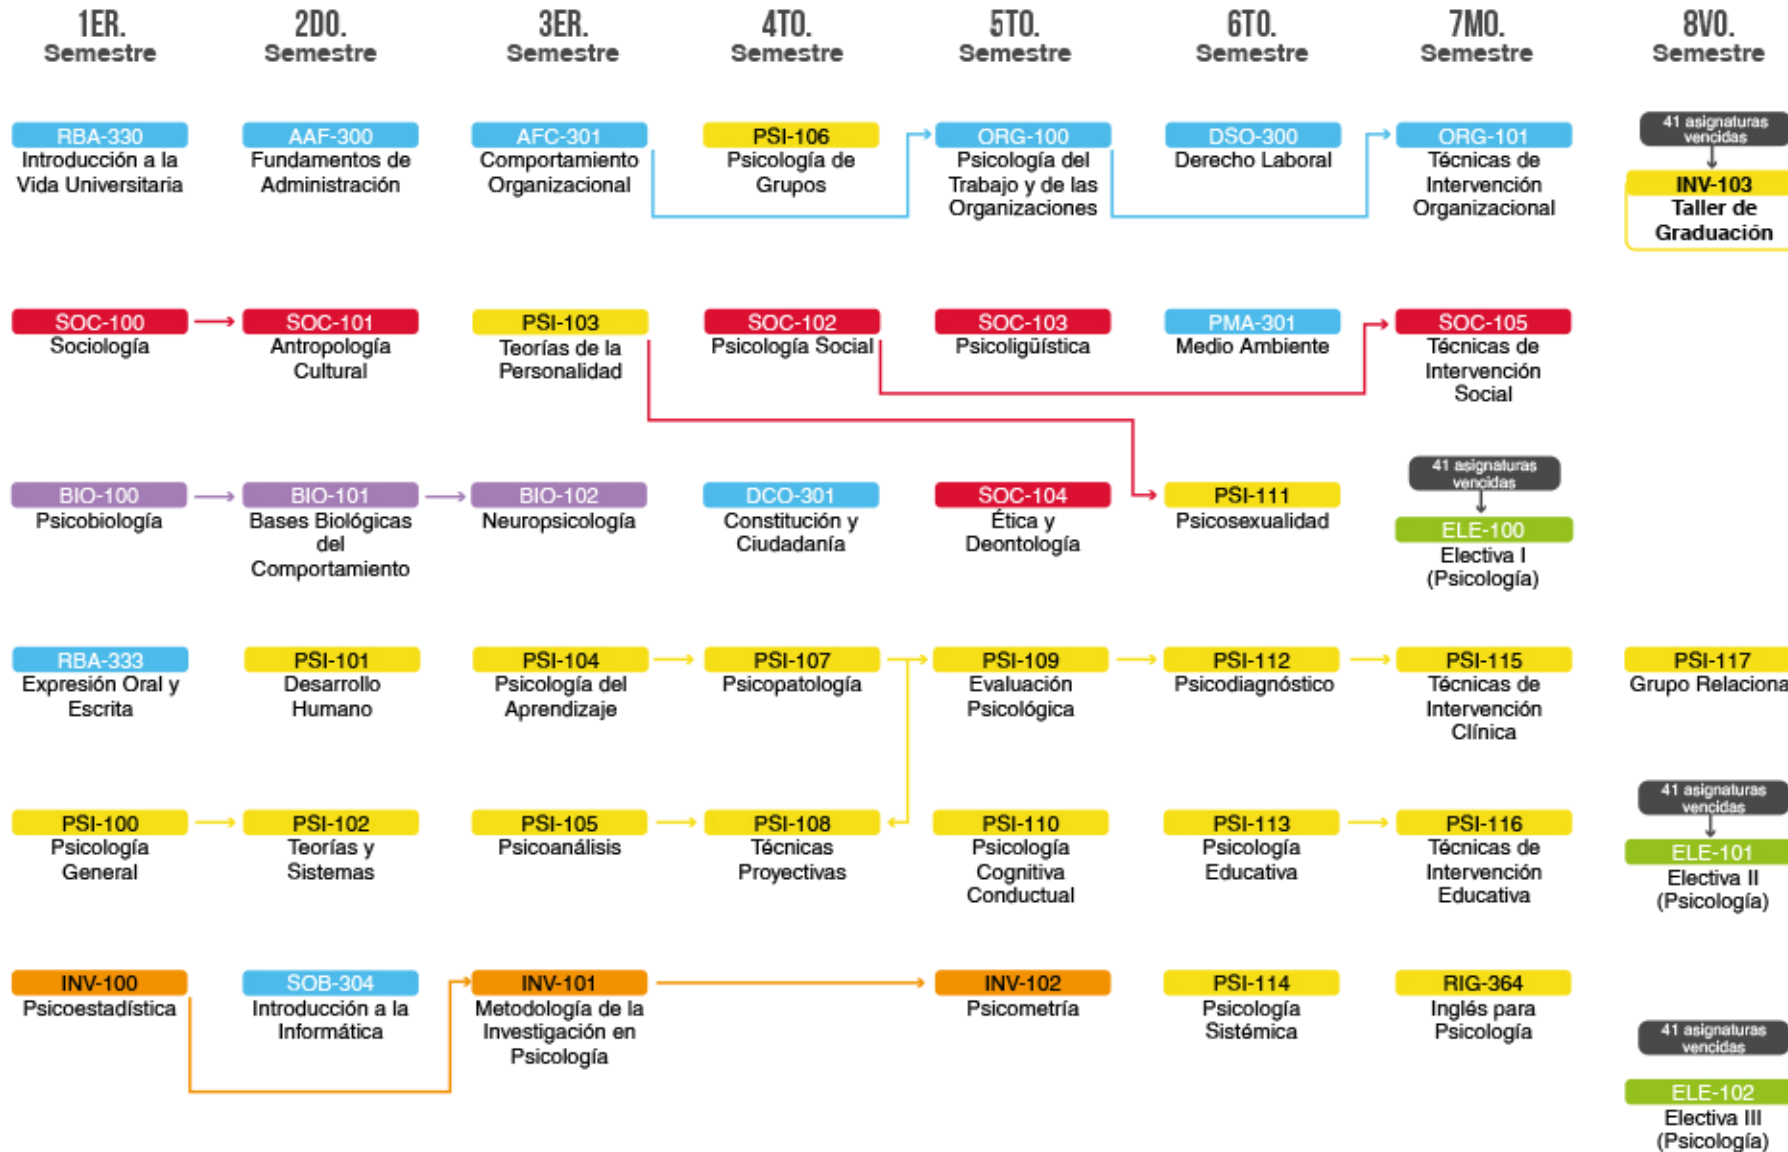 1ER.
Semestre
2DO.
Semestre
3ER.
Semestre
4TO.
Semestre
5TO.
Semestre
6TO.
Semestre
7MO.
Semestre
8VO.
Semestre
RBA-330
Introducción a la
Vida Universitaria
AAF-300
Fundamentos de
Administración
AFC-301
Comportamiento
Organizacional
PSI-106
Psicología de
Grupos
ORG-100
Psicología del
Trabajo y de las
Organizaciones
DSO-300
Derecho Laboral
ORG-101
Técnicas de
Intervención
Organizacional
41 asignaturas
vencidas
INV-103
Taller de
Graduación
SOC-100
Sociología
SOC-101
Antropología
Cultural
PSI-103
Teorías de la
Personalidad
SOC-102
Psicología Social
SOC-103
Psicoligüística
PMA-301
Medio Ambiente
SOC-105
Técnicas de
Intervención
Social
BIO-100
Psicobiología
BIO-101
Bases Biológicas
del
Comportamiento
BIO-102
Neuropsicología
DCO-301
Constitución y
Ciudadanía
SOC-104
Ética y
Deontología
PSI-111
Psicosexualidad
41 asignaturas
vencidas
ELE-100
Electiva I
(Psicología)
RBA-333
Expresión Oral y
Escrita
PSI-101
Desarrollo
Humano
PSI-104
Psicología del
Aprendizaje
PSI-107
Psicopatología
PSI-109
Evaluación
Psicológica
PSI-112
Psicodiagnóstico
PSI-115
Técnicas de
Intervención
Clínica
PSI-117
Grupo Relaciona
PSI-100
Psicología
General
PSI-102
Teorías y
Sistemas
PSI-105
Psicoanálisis
PSI-108
Técnicas
Proyectivas
PSI-110
Psicología
Cognitiva
Conductual
PSI-113
Psicología
Educativa
PSI-116
Técnicas de
Intervención
Educativa
41 asignaturas
vencidas
ELE-101
Electiva II
(Psicología)
INV-100
Psicoestadística
SOB-304
Introducción a la
Informática
INV-101
Metodología de la
Investigación en
Psicología
INV-102
Psicometría
PSI-114
Psicología
Sistémica
RIG-364
Inglés para
Psicología
41 asignaturas
vencidas
ELE-102
Electiva III
(Psicología)